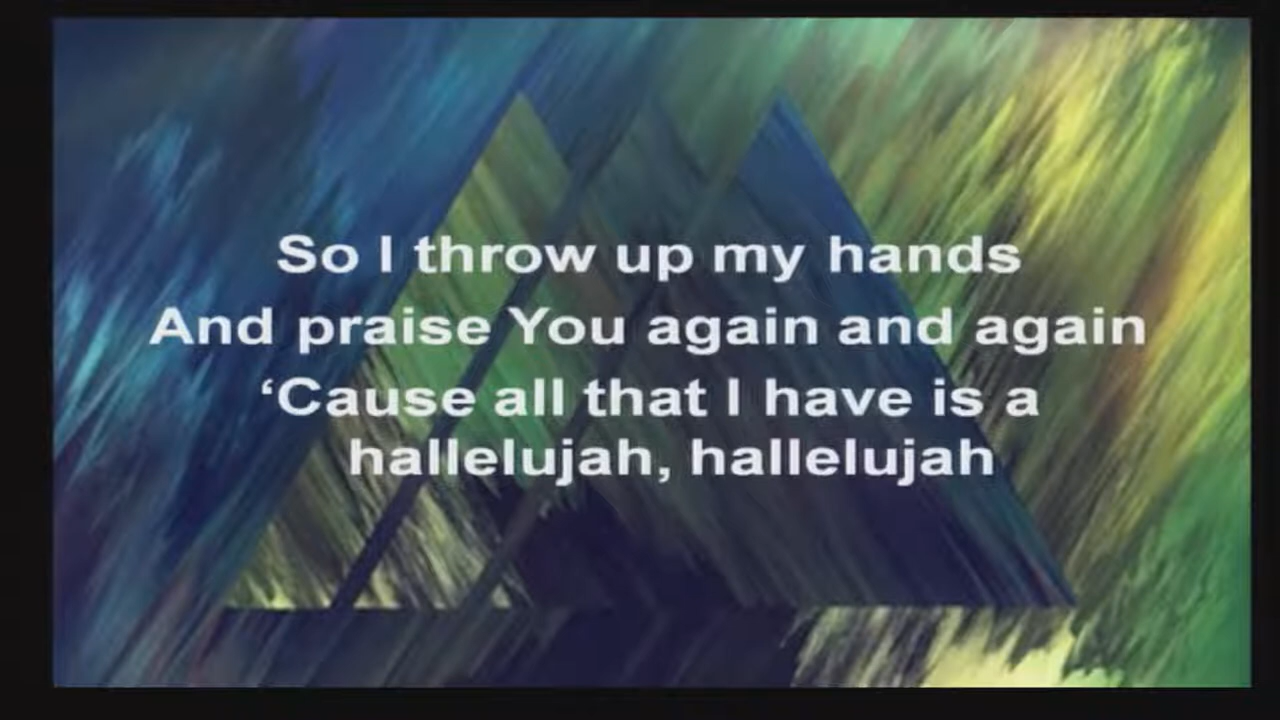 So I throw up my hands
And praise You again and again
‘Cause all that I have is a
hallelujah, hallelujah